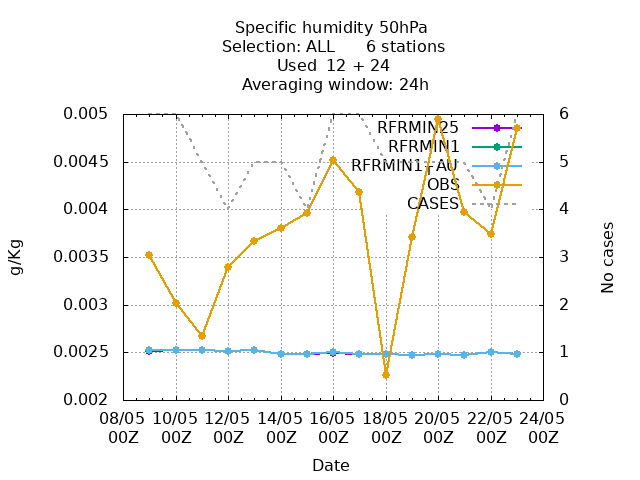 Specific humidity 50hPa
Selection: ALL      6 stations
Used  12 + 24
Averaging window: 24h
0.005
0.0045
0.004
0.0035
0.003
0.0025
0.002
g/Kg
6
5
4
3
2
1
0
No cases
RFRMIN25
RFRMIN1
RFRMIN1+AU
OBS
CASES
08/05 10/05 12/05 14/05 16/05 18/05 20/05 22/05 24/05
00Z 00Z 00Z 00Z 00Z 00Z 00Z 00Z 00Z
Date